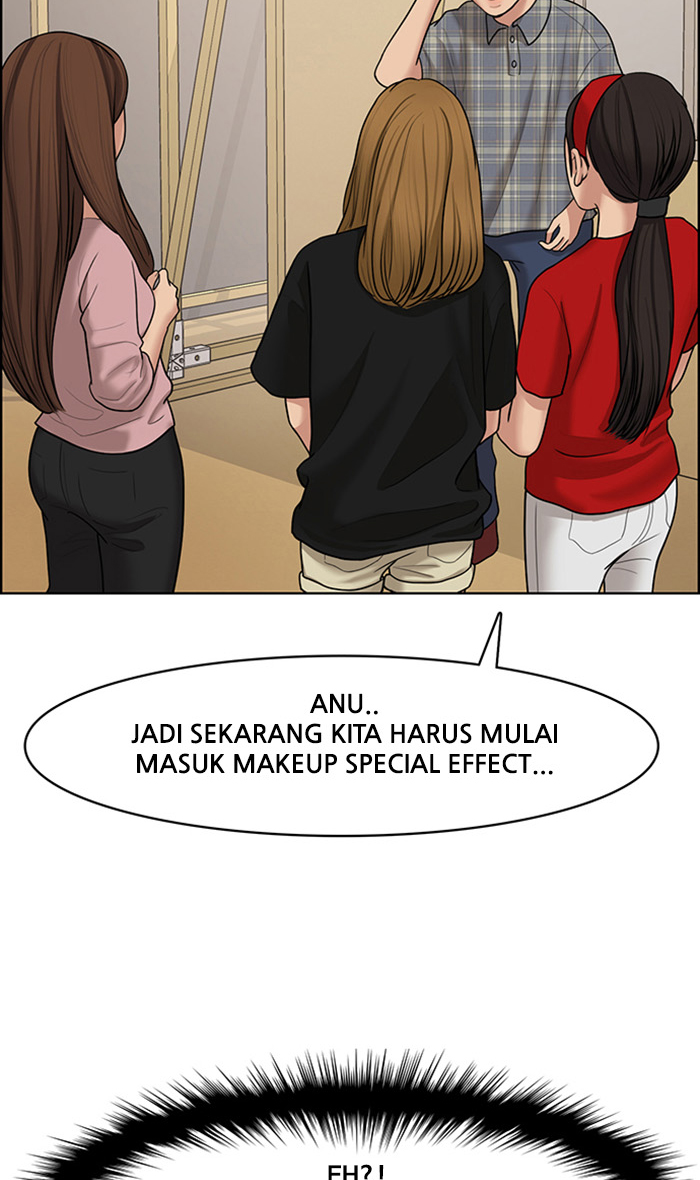 ANU..
JADI SEKARANG KITA HARUS MULAI
MASUK MAKEUP SPECIAL EFFECT...
EH?!